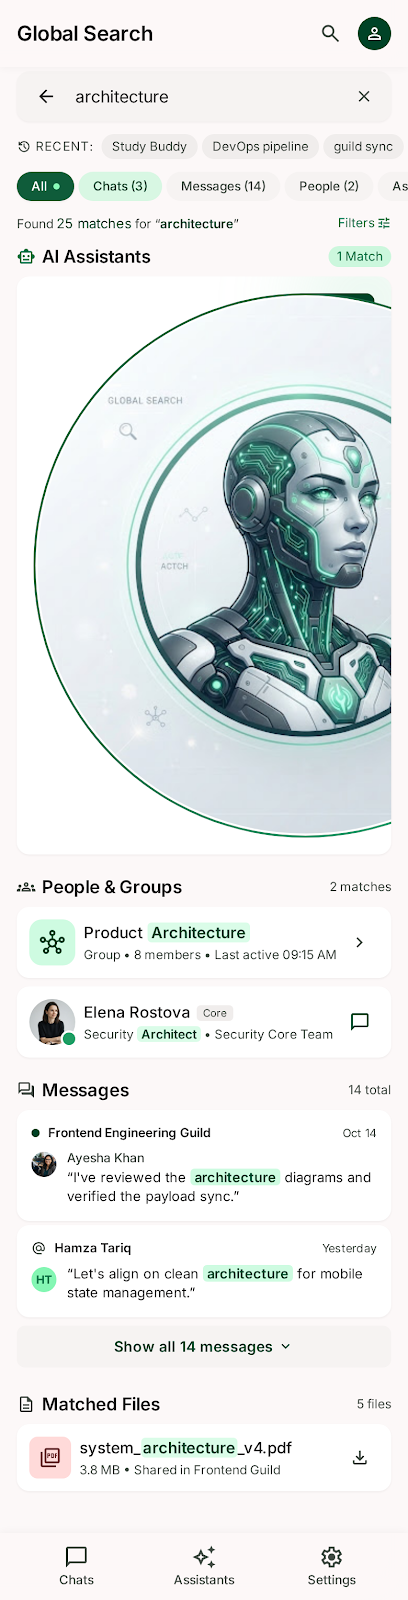 Global Search
architecture
RECENT: Study Buddy DevOps pipeline guild sync
All Chats (3) Messages (14) People (2) As
Found 25 matches for “architecture”
Filters
AI Assistants
1 Match
GLOBAL SEARCH
ACTCH
People & Groups
2 matches
Product Architecture
Group • 8 members • Last active 09:15 AM
Elena Rostova Core
Security Architect • Security Core Team
Messages
14 total
Frontend Engineering Guild
Oct 14
Ayesha Khan
“I've reviewed the architecture diagrams and
verified the payload sync.”
@ Hamza Tariq
Yesterday
HT
“Let's align on clean architecture for mobile
state management.”
Show all 14 messages
Matched Files
5 files
PDF
system_architecture_v4.pdf
3.8 MB • Shared in Frontend Guild
Chats
Assistants
Settings